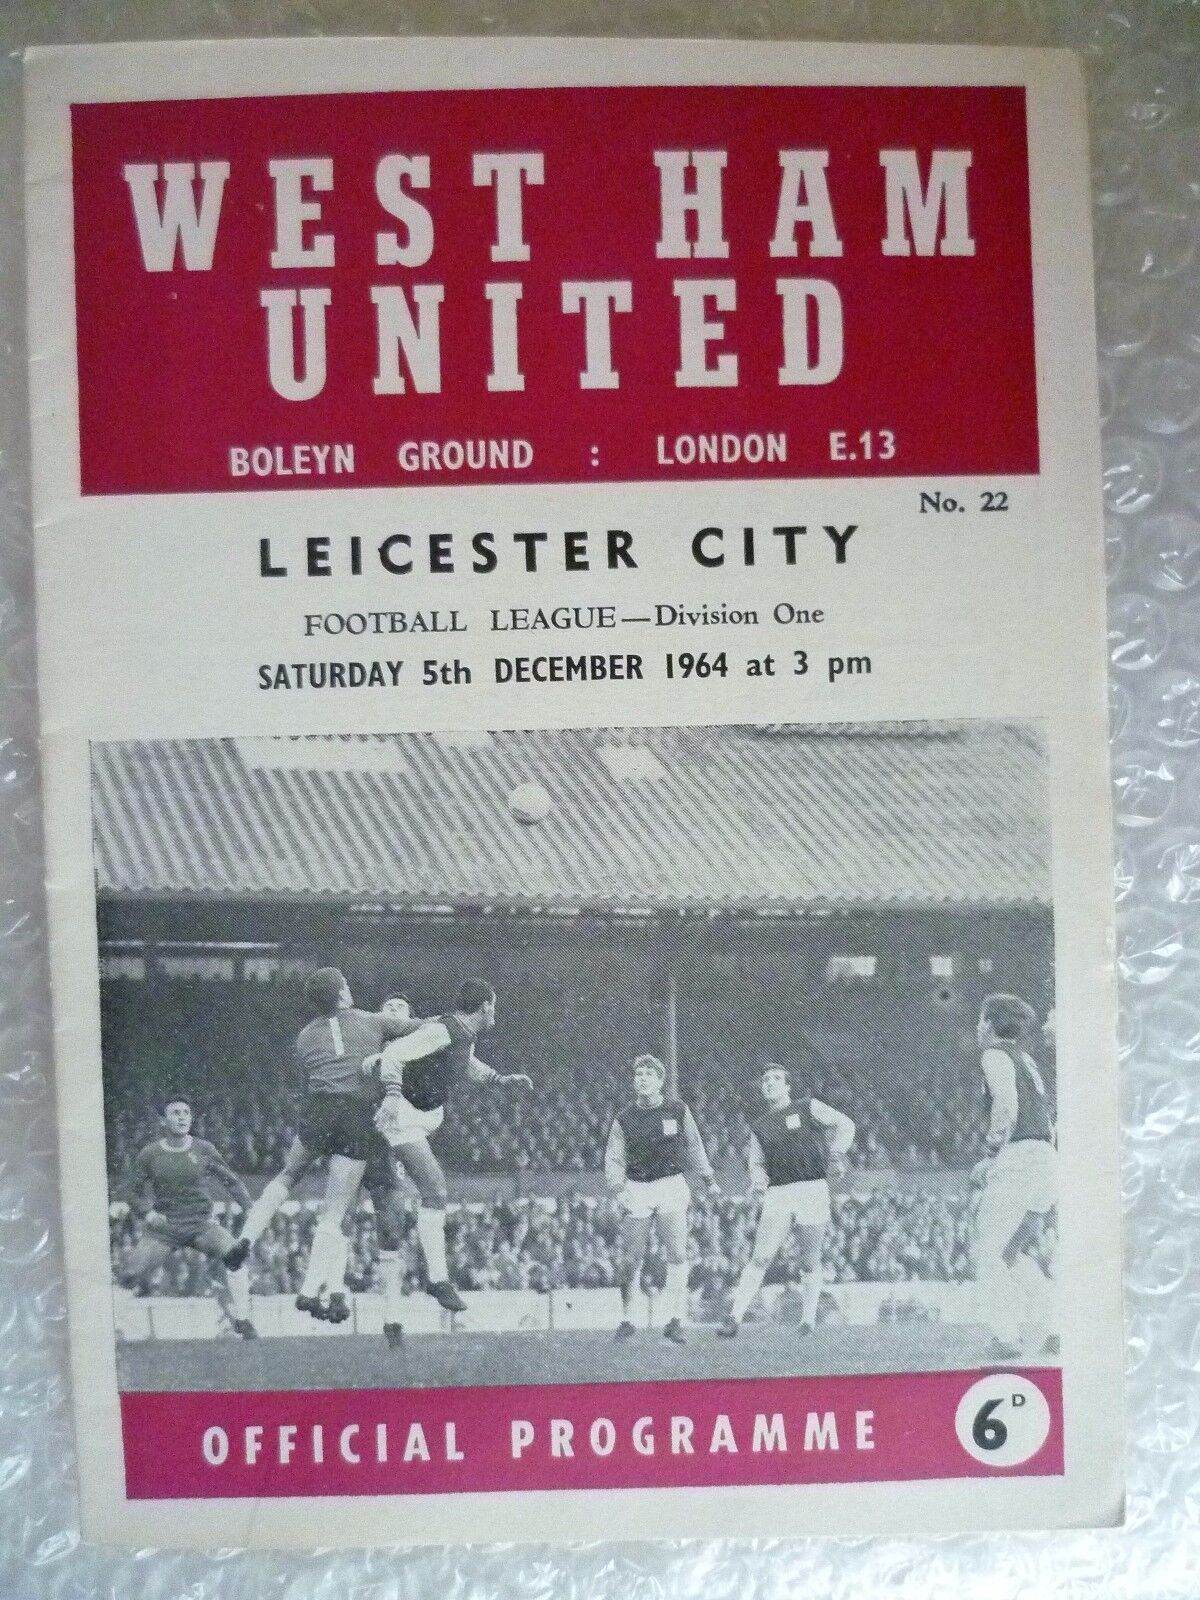 WEST HAM
UNITED
BOLEYN GROUND : LONDON E.13
No. 22
LEICESTER CITY
FOOTBALL LEAGUE—Division One
SATURDAY 5th DECEMBER 1964 at 3 pm
1
OFFICIAL PROGRAMME
6D